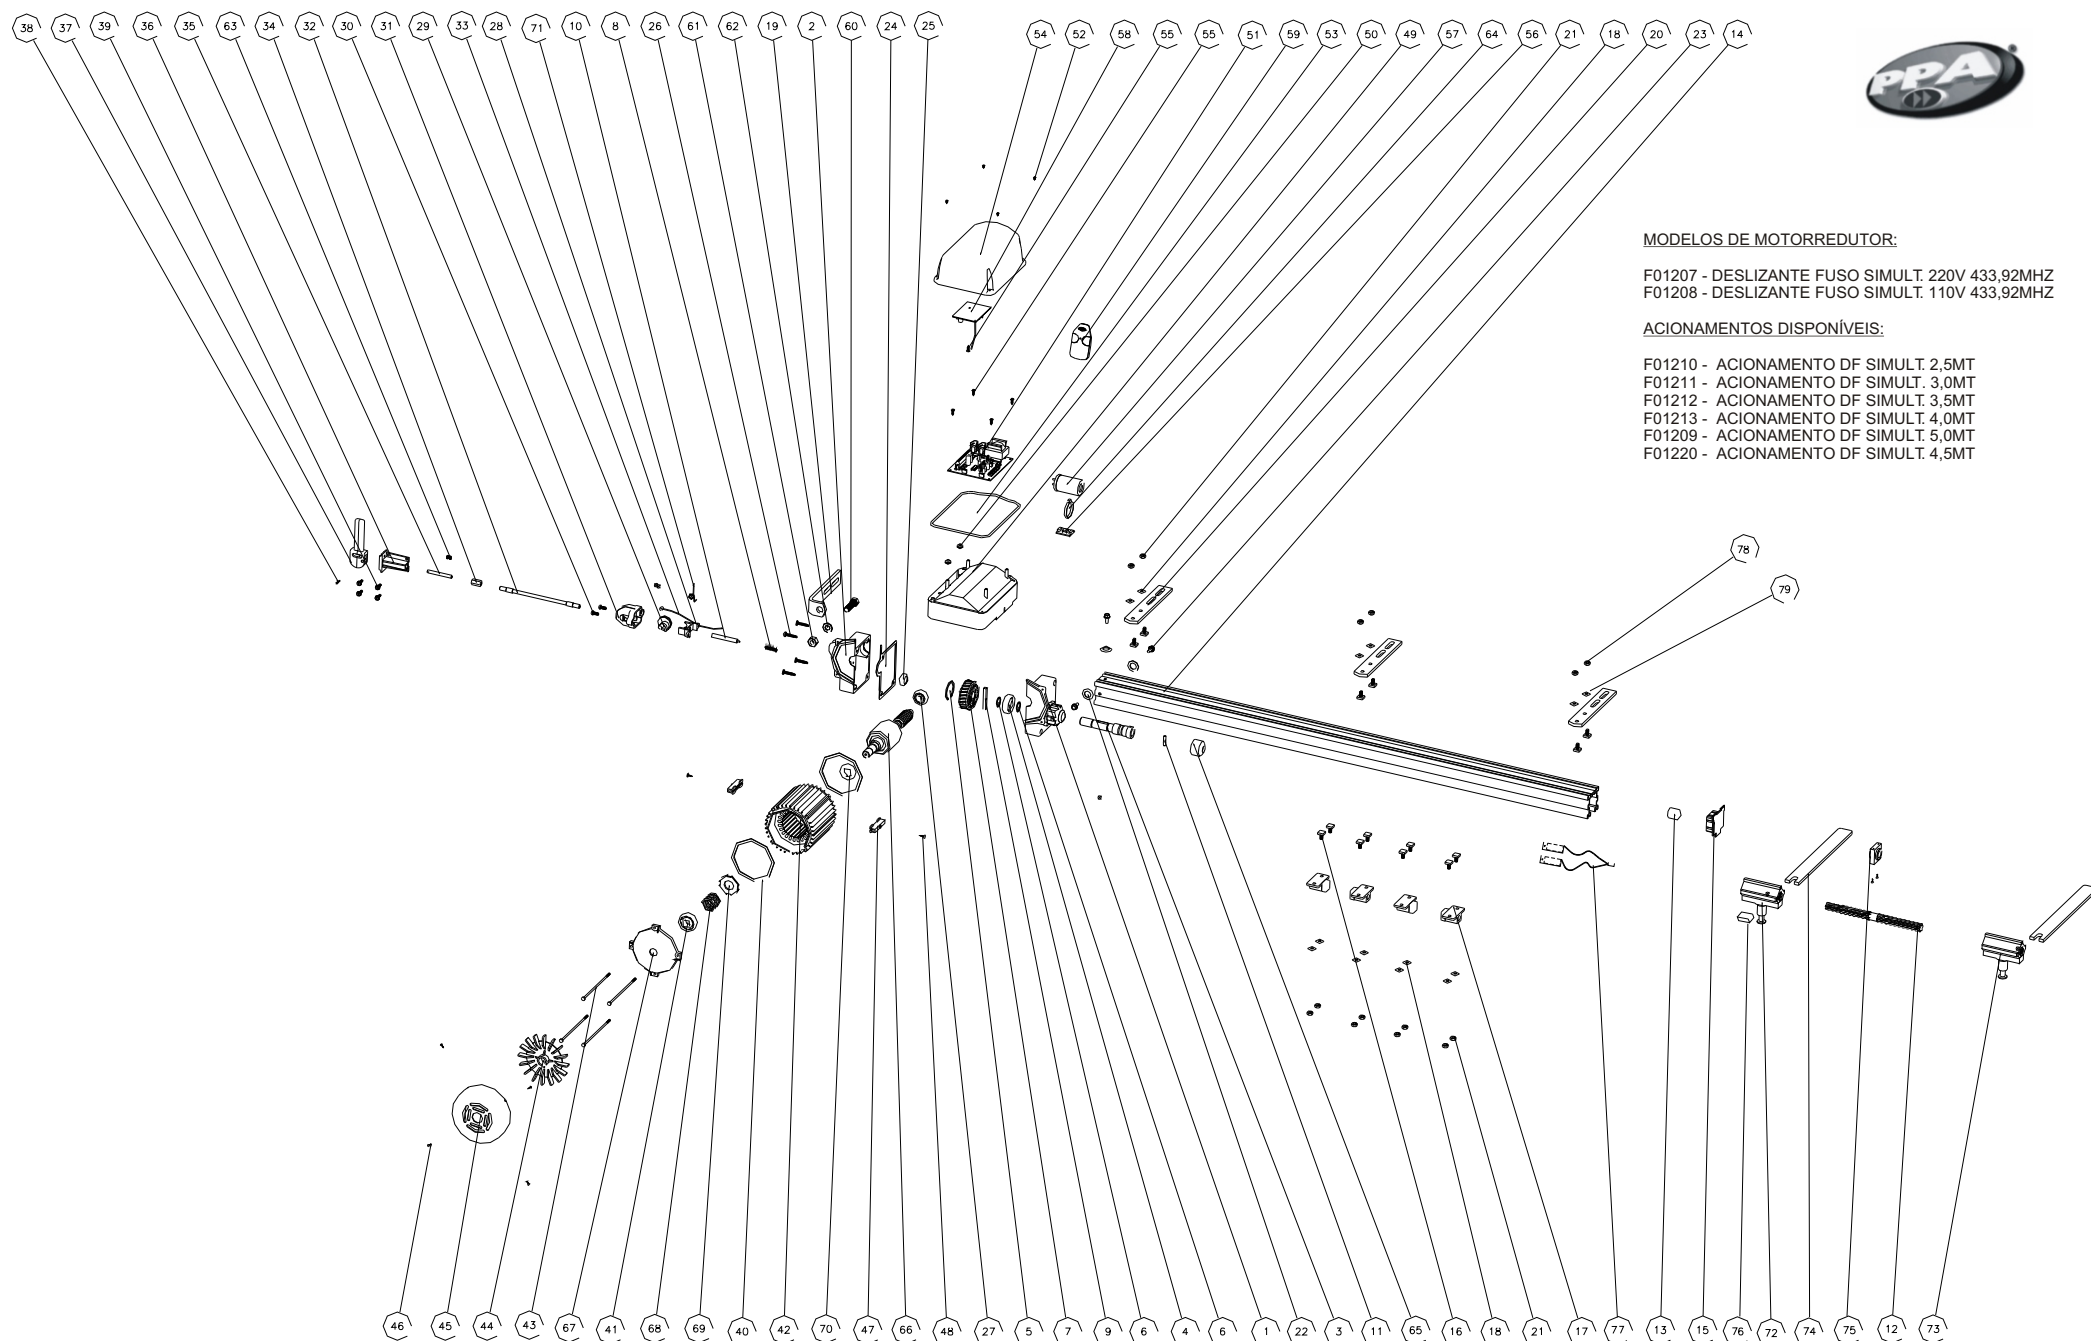 38 37 39 36 35 63 34 32 30 31 29 33 28 71 10 8 26 61 62 19 2 60 24 25 54 52 58 55 55 51 59 53 50 49 57 64 56 21 18 20 23 14
PPA
MODELOS DE MOTORREDUTOR:
F01207 - DESLIZANTE FUSO SIMULT. 220V 433,92MHZ
F01208 - DESLIZANTE FUSO SIMULT. 110V 433,92MHZ
ACIONAMENTOS DISPONÍVEIS:
F01210 - ACIONAMENTO DF SIMULT. 2,5MT
F01211 - ACIONAMENTO DF SIMULT. 3,0MT
F01212 - ACIONAMENTO DF SIMULT. 3,5MT
F01213 - ACIONAMENTO DF SIMULT. 4,0MT
F01209 - ACIONAMENTO DF SIMULT. 5,0MT
F01220 - ACIONAMENTO DF SIMULT. 4,5MT
78
79
46 45 44 43 67 41 68 69 40 42 70 47 66 48 27 5 7 9 6 4 6 1 22 3 11 65 16 18 21 17 77 13 15 76 72 74 75 12 73